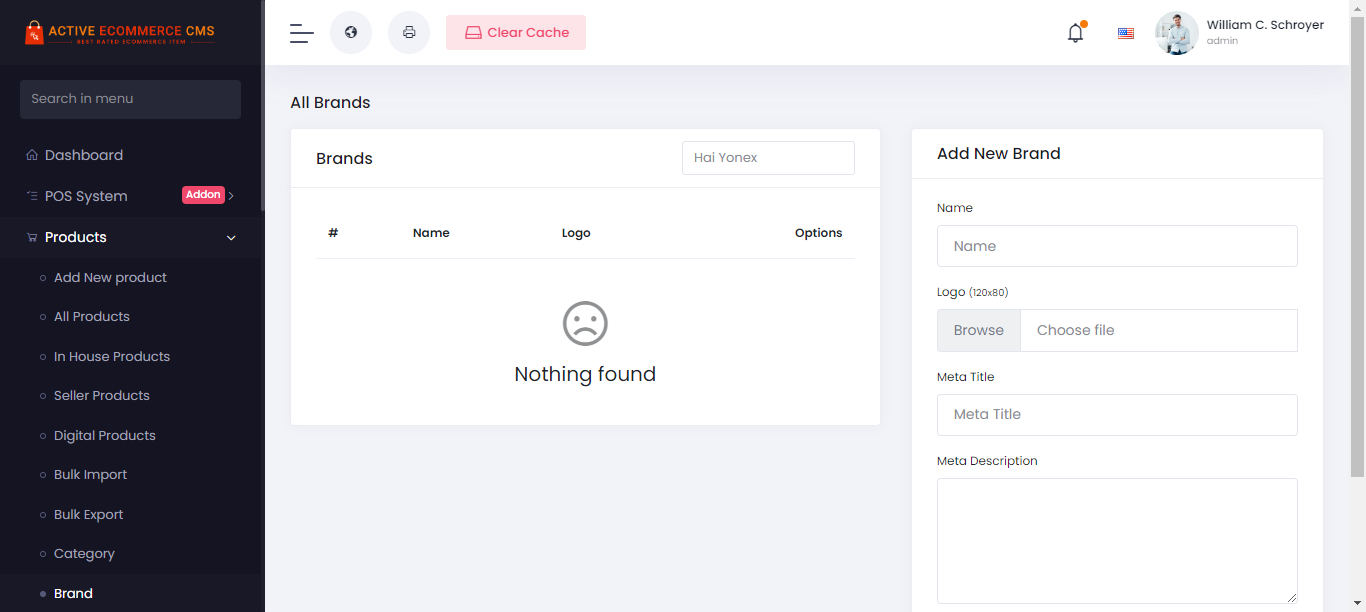 ACTIVE ECOMMERCE CMS
BEST RATED ECOMMERCE ITEM
Search in menu
Dashboard
POS System Addon
Products
Add New product
All Products
In House Products
Seller Products
Digital Products
Bulk Import
Bulk Export
Category
Brand
Clear Cache
William C. Schroyer
admin
All Brands
Brands
Hai Yonex
# Name Logo Options
Nothing found
Add New Brand
Name
Name
Logo (120x80)
Browse Choose file
Meta Title
Meta Title
Meta Description